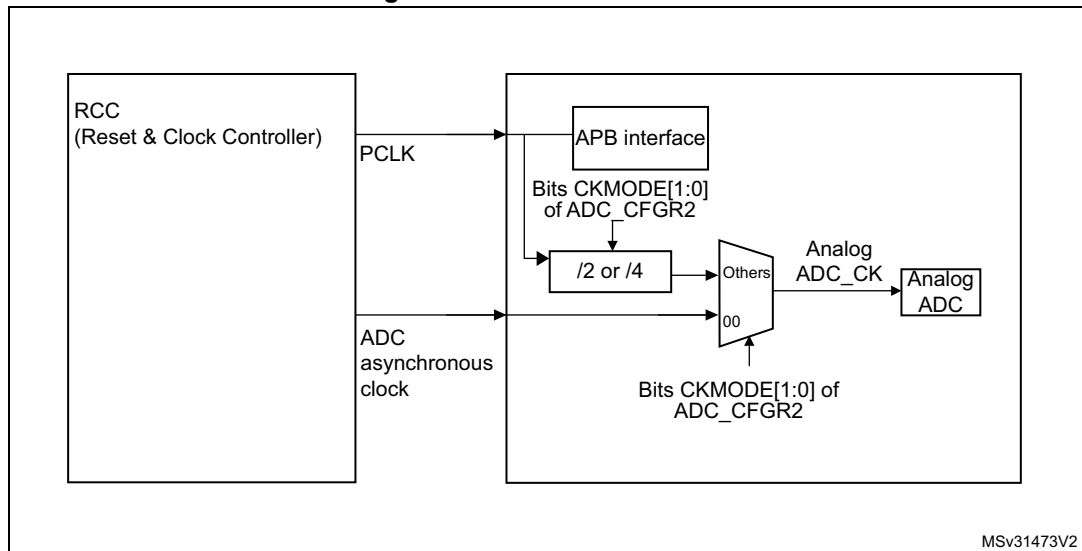 RCC
(Reset & Clock Controller)
PCLK
APB interface
Bits CKMODE[1:0]
of ADC_CFGR2
/2 or /4
Others
00
Analog
ADC_CK
Analog
ADC
ADC
asynchronous
clock
Bits CKMODE[1:0] of
ADC_CFGR2
MSv31473V2